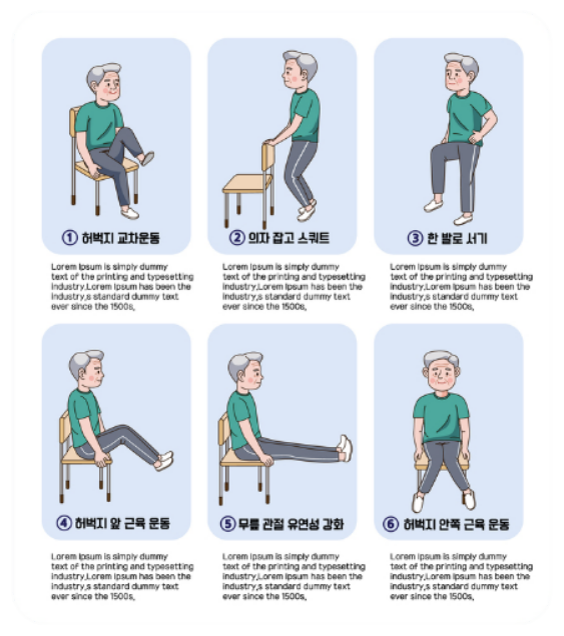 ① 허벅지 교차운동
② 의자 잡고 스쿼트
③ 한 발로 서기
Lorem Ipsum is simply dummy
text of the printing and typesetting
industry.Lorem Ipsum has been the
industry,s standard dummy text
ever since the 1500s,
Lorem Ipsum is simply dummy
text of the printing and typesetting
industry.Lorem Ipsum has been the
industry,s standard dummy text
ever since the 1500s,
Lorem Ipsum is simply dummy
text of the printing and typesetting
industry.Lorem Ipsum has been the
industry,s standard dummy text
ever since the 1500s,
④ 허벅지 앞 근육 운동
⑤ 무릎 관절 유연성 강화
⑥ 허벅지 안쪽 근육 운동
Lorem Ipsum is simply dummy
text of the printing and typesetting
industry.Lorem Ipsum has been the
industry,s standard dummy text
ever since the 1500s,
Lorem Ipsum is simply dummy
text of the printing and typesetting
industry.Lorem Ipsum has been the
industry,s standard dummy text
ever since the 1500s,
Lorem Ipsum is simply dummy
text of the printing and typesetting
industry.Lorem Ipsum has been the
industry,s standard dummy text
ever since the 1500s,